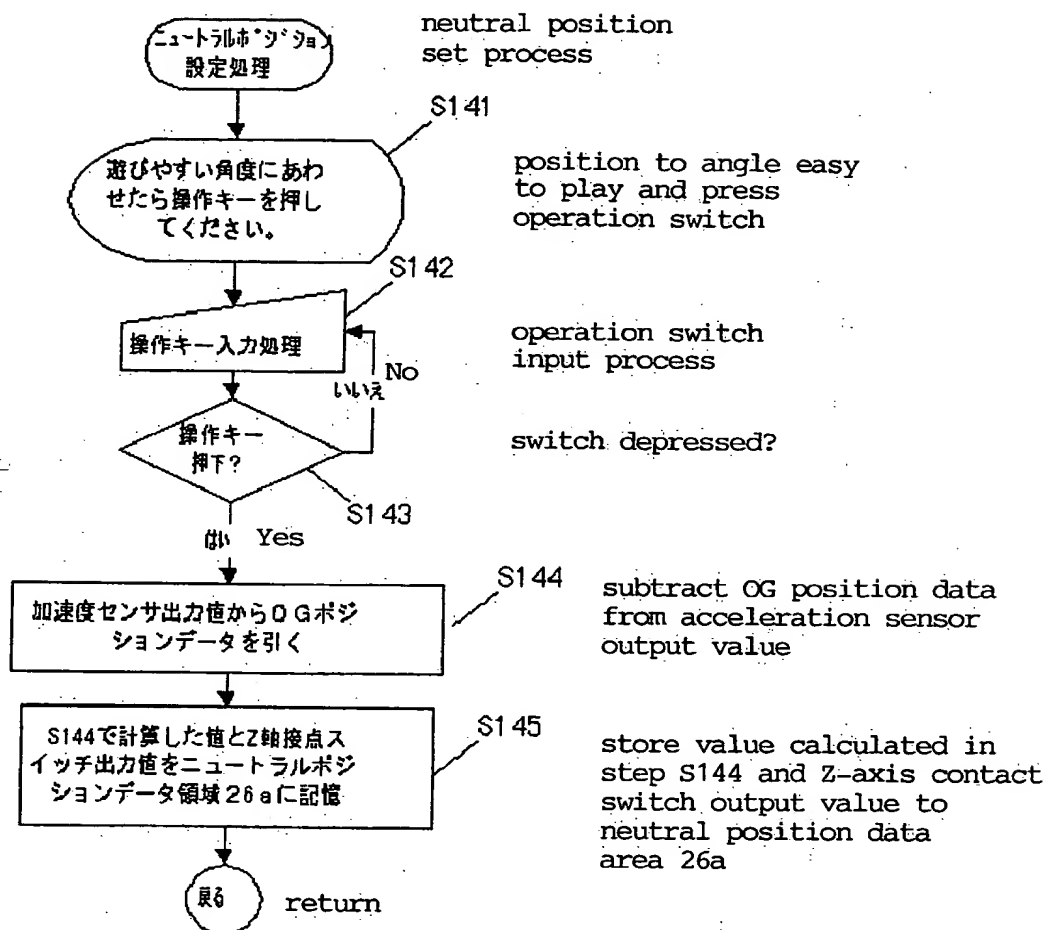 ニュートラルポジション
設定処理
neutral position
set process
S141
遊びやすい角度にあわ
せたら操作キーを押し
てください。
position to angle easy
to play and press
operation switch
S142
操作キー入力処理
operation switch
input process
No
いいえ
操作キー
押下?
switch depressed?
S143
はい Yes
S144
加速度センサ出力値から0Gポジ
ションデータを引く
subtract OG position data
from acceleration sensor
output value
S145
S144で計算した値とZ軸接点ス
イッチ出力値をニュートラルポジ
ションデータ領域26aに記憶
store value calculated in
step S144 and Z-axis contact
switch output value to
neutral position data
area 26a
戻る
return